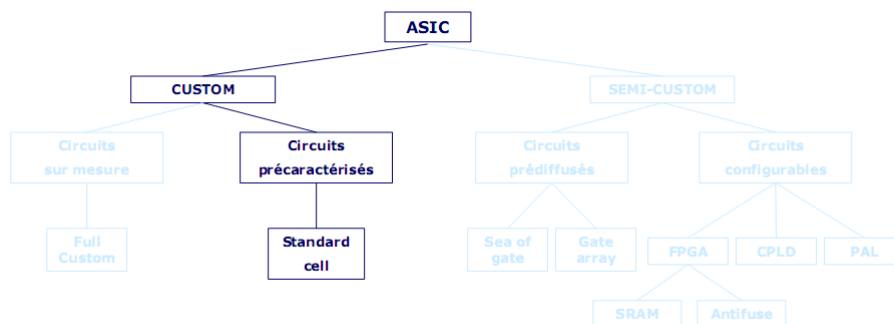 ASIC
CUSTOM
SEMI-CUSTOM
Circuits
sur mesure
Circuits
précaractérisés
Circuits
prédiffusés
Circuits
configurables
Full
Custom
Standard
cell
Sea of
gate
Gate
array
FPGA
CPLD
PAL
SRAM
Antifuse